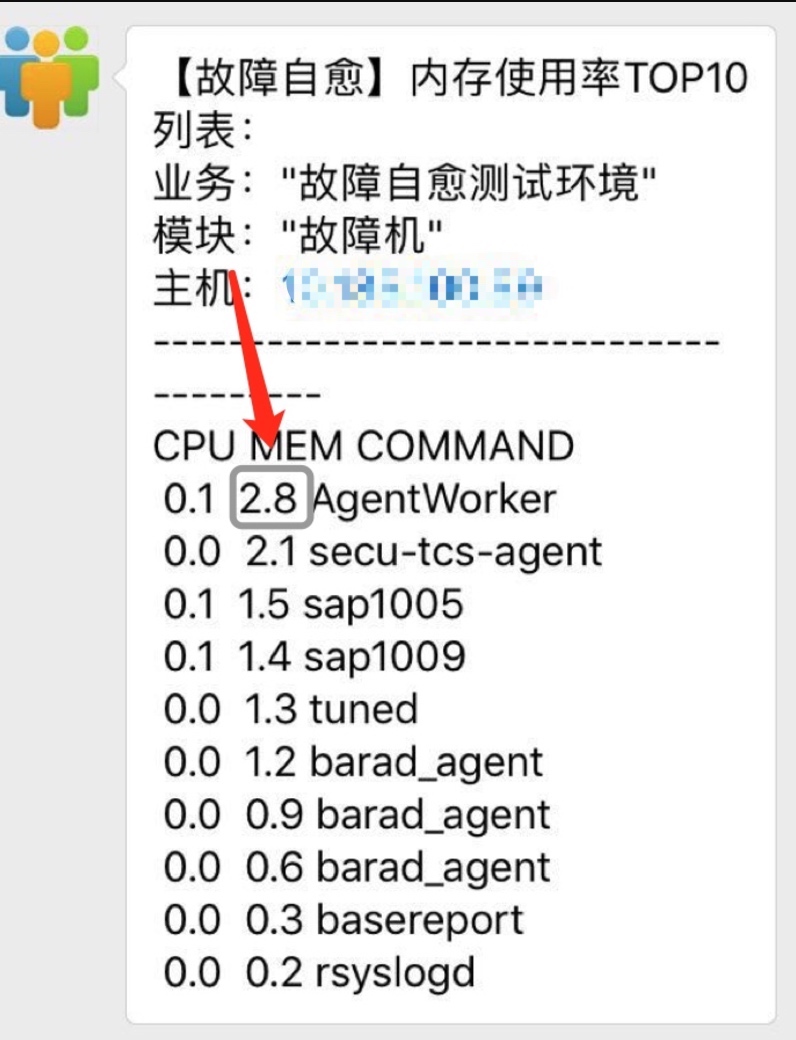 【故障自愈】内存使用率TOP10
列表：
业务："故障自愈测试环境"
模块："故障机"
主机：
------------------------------
---------
CPU MEM COMMAND
0.1 2.8 AgentWorker
0.0 2.1 secu-tcs-agent
0.1 1.5 sap1005
0.1 1.4 sap1009
0.0 1.3 tuned
0.0 1.2 barad_agent
0.0 0.9 barad_agent
0.0 0.6 barad_agent
0.0 0.3 basereport
0.0 0.2 rsyslogd